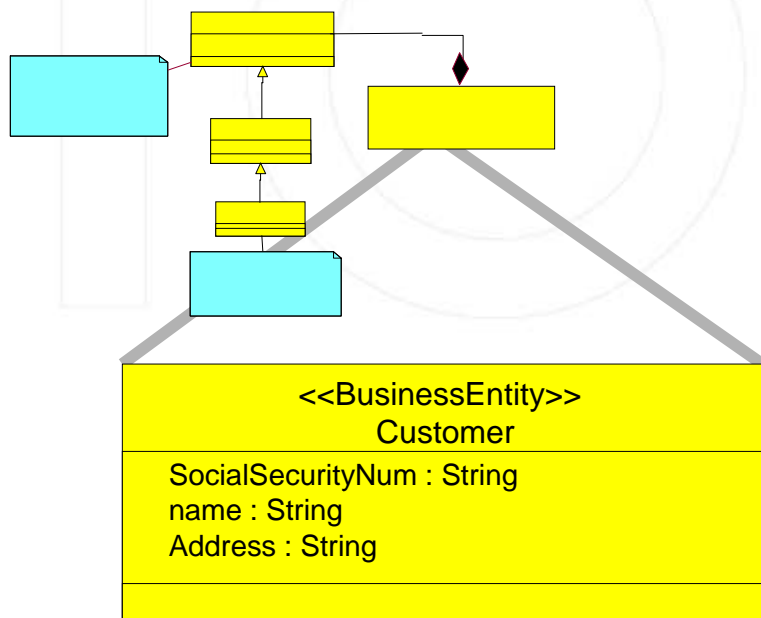 <<BusinessEntity>>
Customer
SocialSecurityNum : String
name : String
Address : String